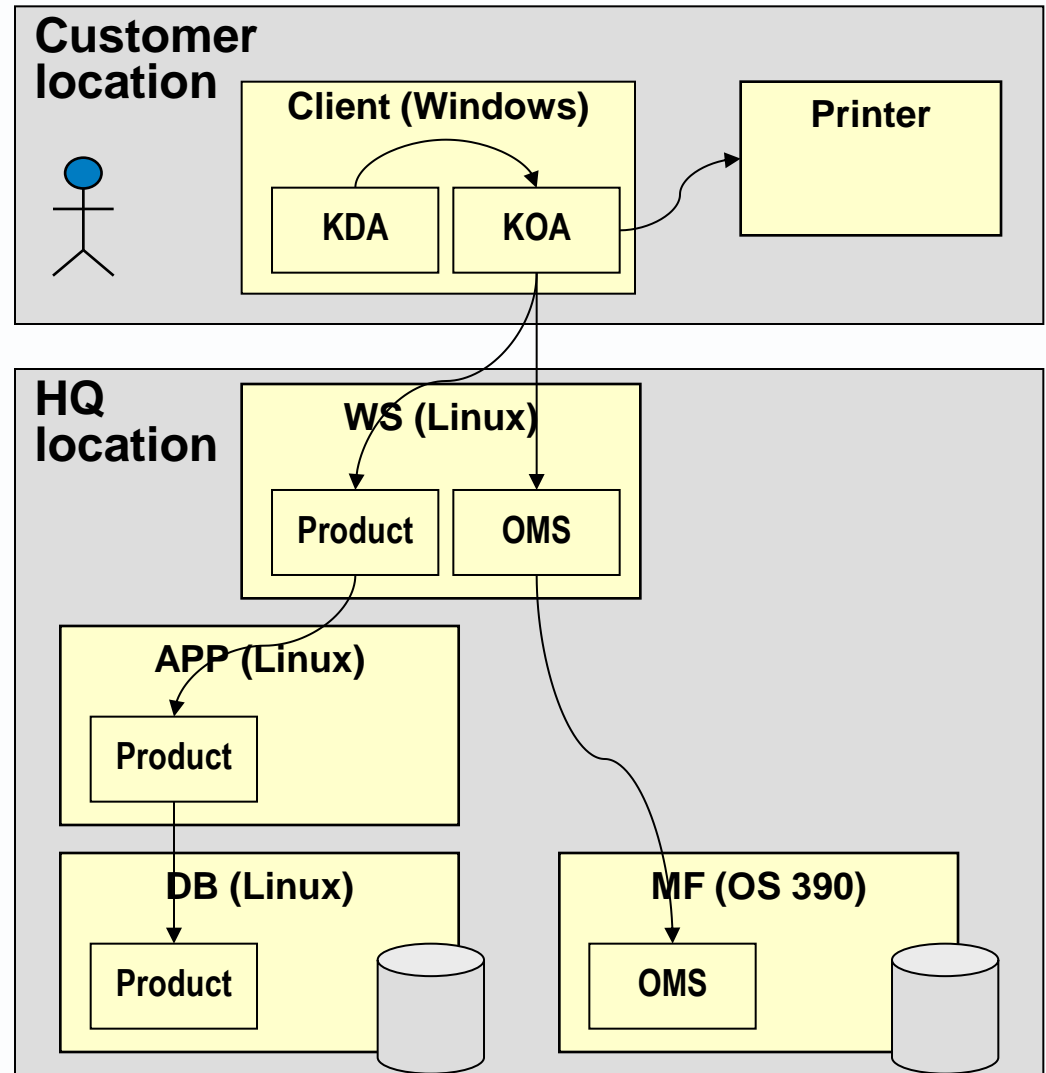 Customer
location
Client (Windows)
Printer
KDA
KOA
HQ
location
WS (Linux)
Product
OMS
APP (Linux)
Product
DB (Linux)
MF (OS 390)
Product
OMS